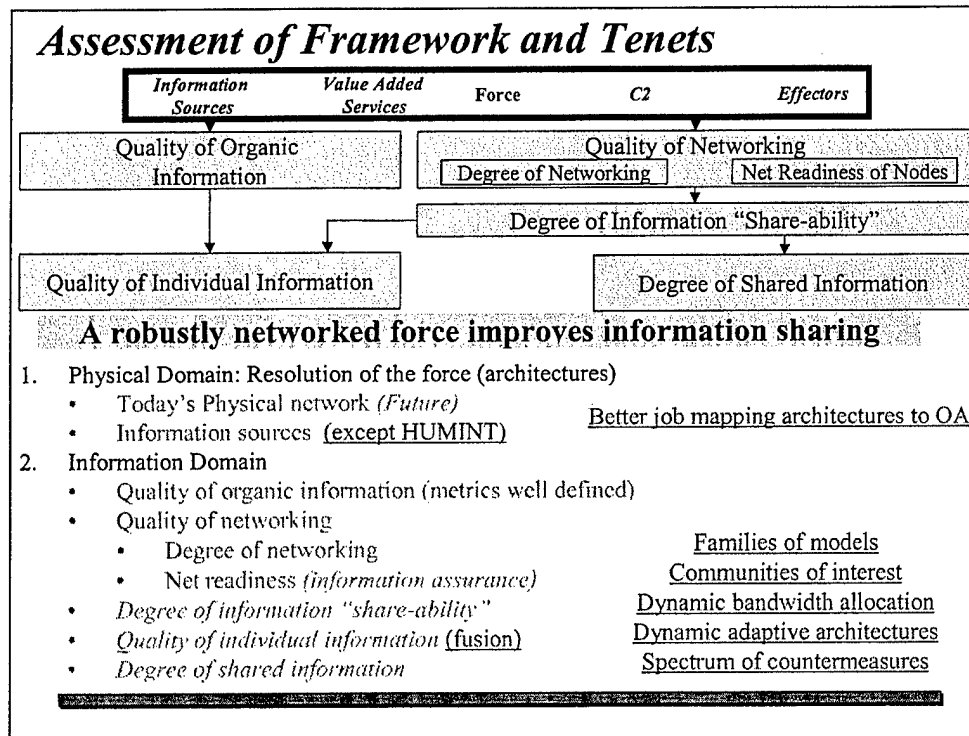 Assessment of Framework and Tenets
Information Sources
Value Added Services
Force
C2
Effectors
Quality of Organic
Information
Quality of Networking
Degree of Networking
Net Readiness of Nodes
Degree of Information “Share-ability”
Quality of Individual Information
Degree of Shared Information
A robustly networked force improves information sharing
1. Physical Domain: Resolution of the force (architectures)
• Today's Physical network (Future)
• Information sources (except HUMINT)
Better job mapping architectures to OA
2. Information Domain
• Quality of organic information (metrics well defined)
• Quality of networking
• Degree of networking
• Net readiness (information assurance)
• Degree of information “share-ability”
• Quality of individual information (fusion)
• Degree of shared information
Families of models
Communities of interest
Dynamic bandwidth allocation
Dynamic adaptive architectures
Spectrum of countermeasures